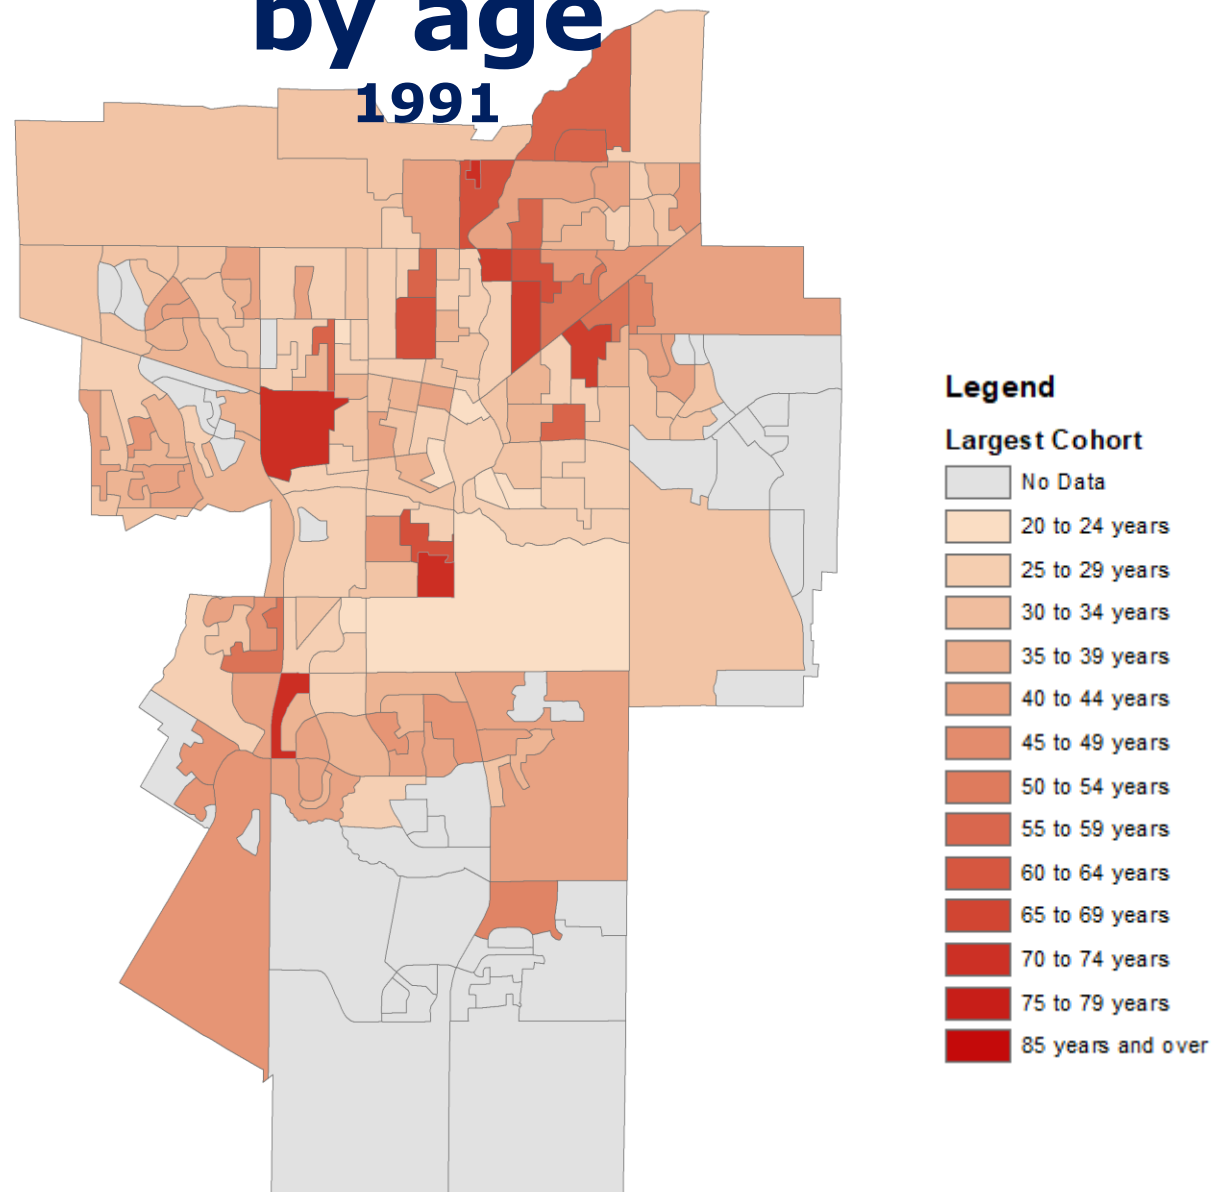 by age
1991
Legend
Largest Cohort
No Data
20 to 24 years
25 to 29 years
30 to 34 years
35 to 39 years
40 to 44 years
45 to 49 years
50 to 54 years
55 to 59 years
60 to 64 years
65 to 69 years
70 to 74 years
75 to 79 years
85 years and over